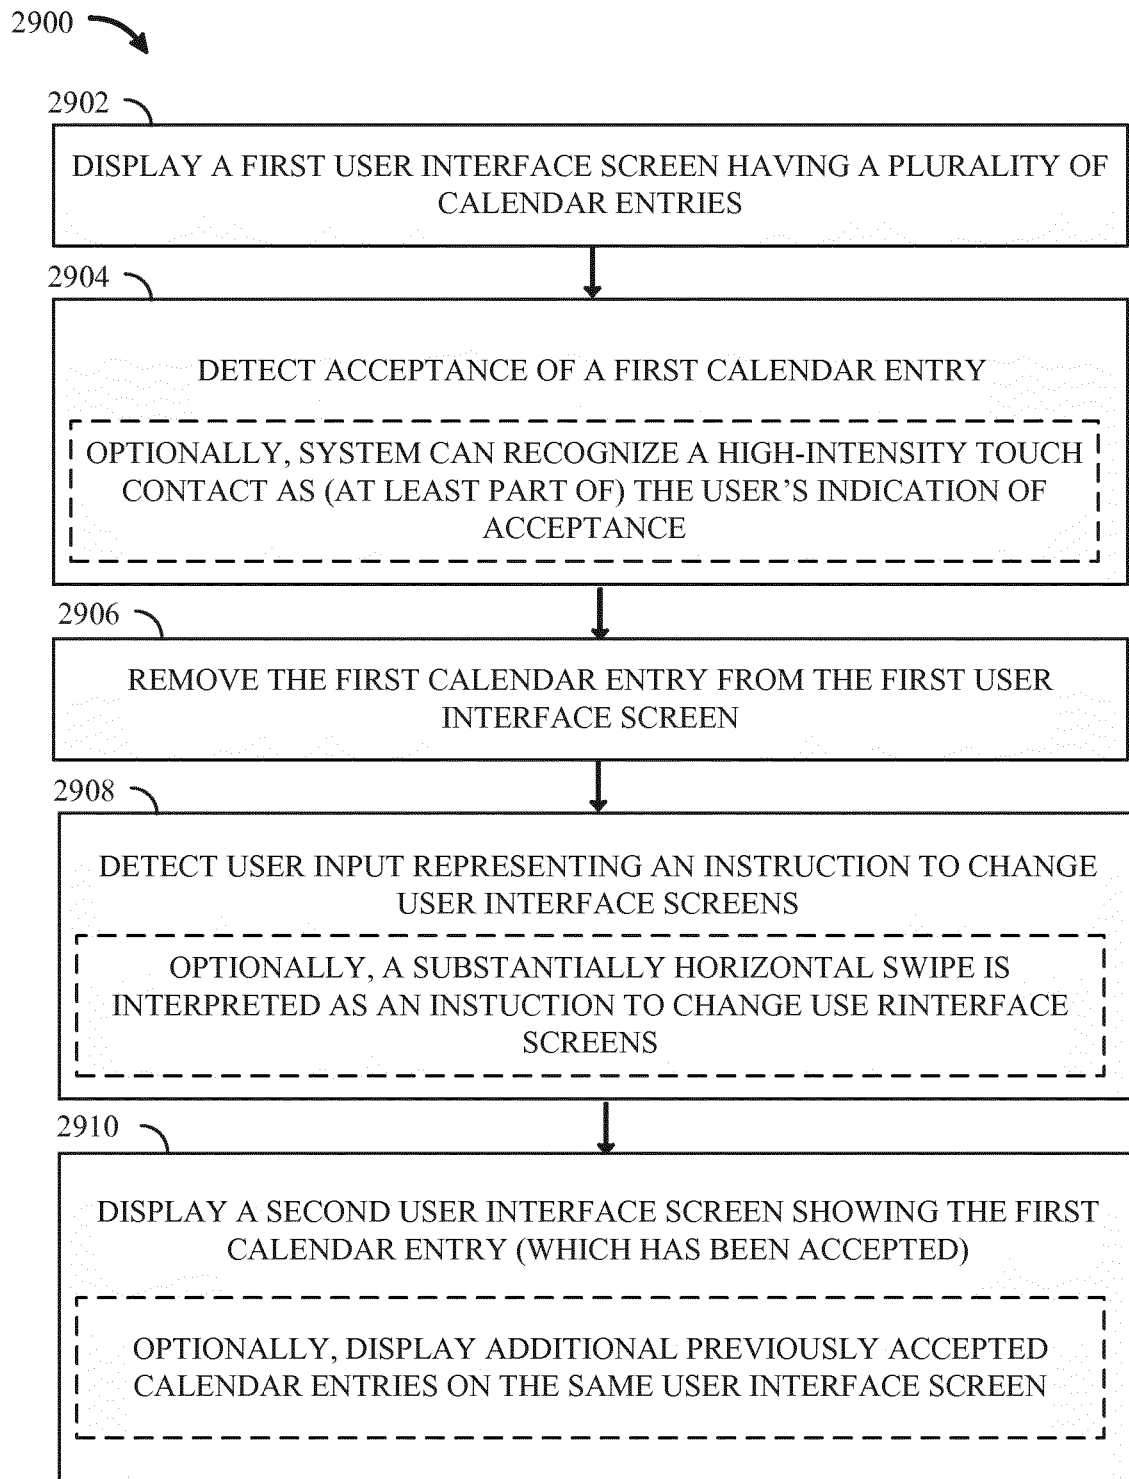 2900
2902
DISPLAY A FIRST USER INTERFACE SCREEN HAVING A PLURALITY OF
CALENDAR ENTRIES
2904
DETECT ACCEPTANCE OF A FIRST CALENDAR ENTRY
OPTIONALLY, SYSTEM CAN RECOGNIZE A HIGH-INTENSITY TOUCH
CONTACT AS (AT LEAST PART OF) THE USER'S INDICATION OF
ACCEPTANCE
2906
REMOVE THE FIRST CALENDAR ENTRY FROM THE FIRST USER
INTERFACE SCREEN
2908
DETECT USER INPUT REPRESENTING AN INSTRUCTION TO CHANGE
USER INTERFACE SCREENS
OPTIONALLY, A SUBSTANTIALLY HORIZONTAL SWIPE IS
INTERPRETED AS AN INSTUCTION TO CHANGE USE RINTERFACE
SCREENS
2910
DISPLAY A SECOND USER INTERFACE SCREEN SHOWING THE FIRST
CALENDAR ENTRY (WHICH HAS BEEN ACCEPTED)
OPTIONALLY, DISPLAY ADDITIONAL PREVIOUSLY ACCEPTED
CALENDAR ENTRIES ON THE SAME USER INTERFACE SCREEN